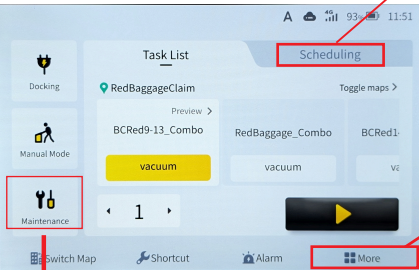 A 4G 93% 11:51
Task List
Scheduling
Docking
RedBaggageClaim
Toggle maps >
Preview >
BCRed9-13_Combo
RedBaggage_Combo
BCRed1-
Manual Mode
vacuum
vacuum
va
Maintenance
1
Switch Map
Shortcut
Alarm
More